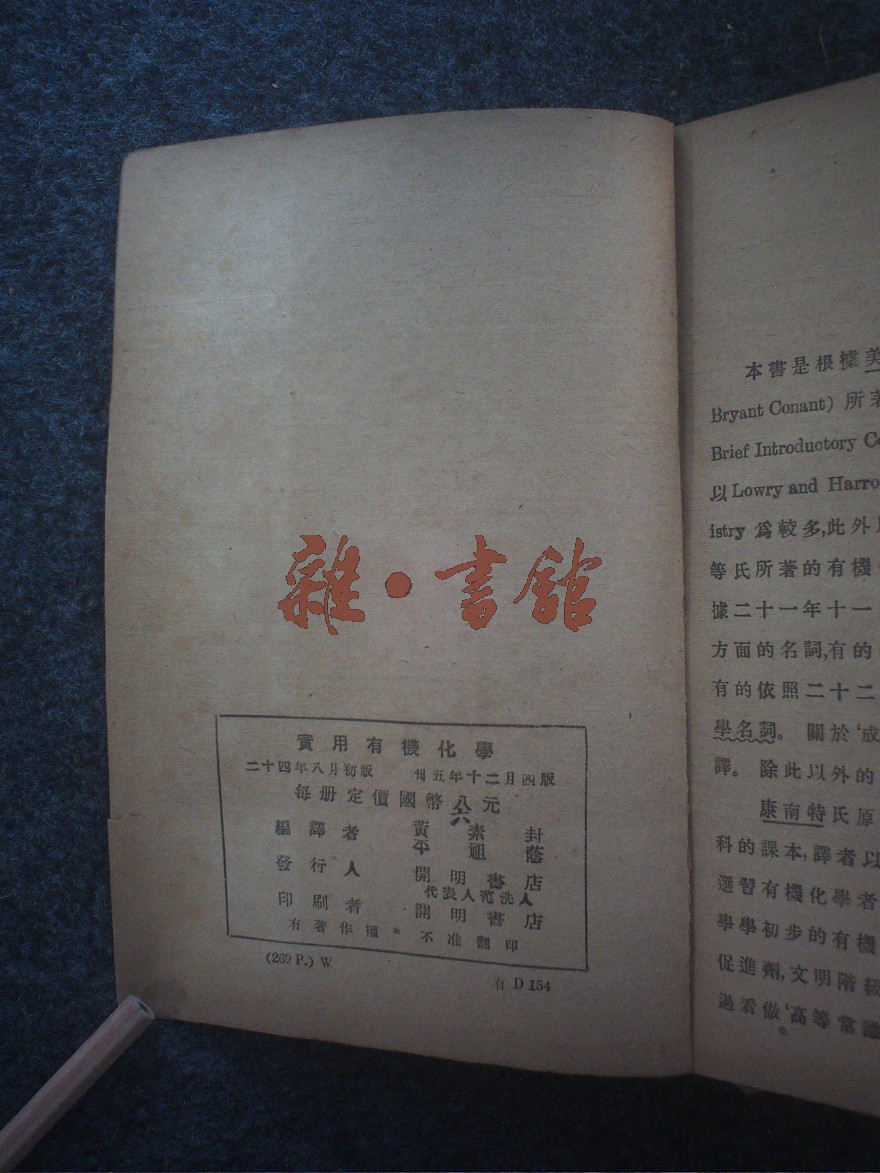 雜•書館
實用有機化學
二十四年八月初版 卅五年十二月四版
每册定價國幣八元
六
編譯者 黃素封
平祖蔭
發行人 開明書店
代表人范洗人
印刷者 開明書店
有著作權＊不准翻印
(269 P.) W
有 D 154
本書是根據美
Bryant Conant) 所著
Brief Introductory Co
以 Lowry and Harro
istry 爲較多,此外
等氏所著的有機
據二十一年十一
方面的名詞,有的
有的依照二十二
學名詞。 關於‘成
譯。 除此以外的
康南特氏原
科的課本,譯者以
選習有機化學者
學學初步的有機
促進劑,文明階級
過看做‘高等常識